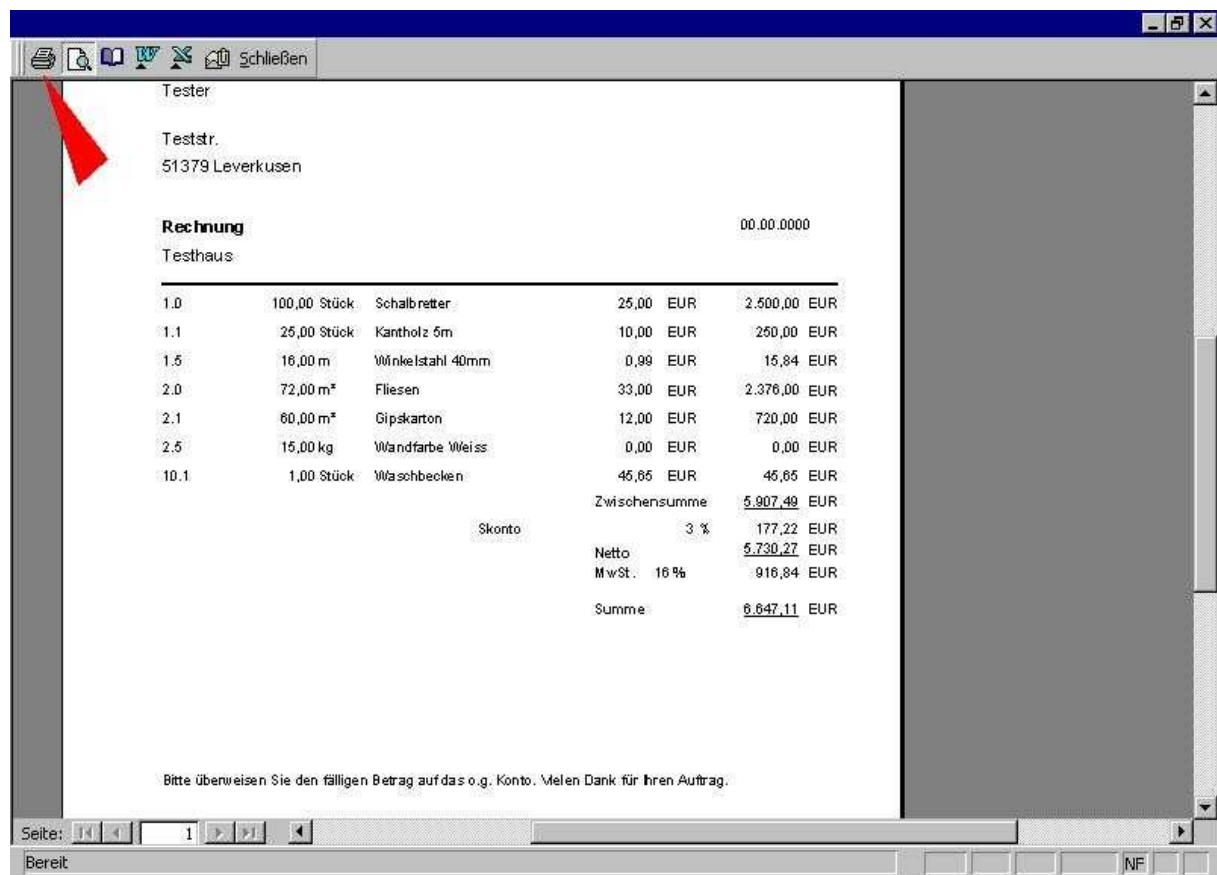 Schließen
Tester
Teststr.
51379 Leverkusen
Rechnung 00.00.0000
Testhaus
1.0 100,00 Stück Schalbretter 25,00 EUR 2.500,00 EUR
1.1 25,00 Stück Kantholz 5m 10,00 EUR 250,00 EUR
1.5 16,00 m Winkelstahl 40mm 0,99 EUR 15,84 EUR
2.0 72,00 m² Fliesen 33,00 EUR 2.376,00 EUR
2.1 60,00 m² Gipskarton 12,00 EUR 720,00 EUR
2.5 15,00 kg Wandfarbe Weiss 0,00 EUR 0,00 EUR
10.1 1,00 Stück Waschbecken 45,65 EUR 45,65 EUR
Zwischensumme 5.907,49 EUR
Skonto 3 % 177,22 EUR
Netto 5.730,27 EUR
MwSt. 16% 916,84 EUR
Summe 6.647,11 EUR
Bitte überweisen Sie den fälligen Betrag auf das o.g. Konto. Vielen Dank für Ihren Auftrag.
Seite: 1
Bereit NF